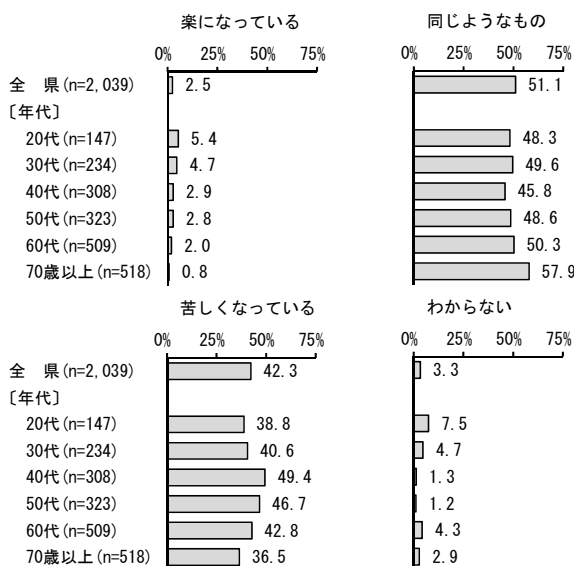 楽になっている 同じようなもの
0% 25% 50% 75% 0% 25% 50% 75%
全　県(n=2,039) 2.5 51.1
〔年代〕
20代(n=147) 5.4 48.3
30代(n=234) 4.7 49.6
40代(n=308) 2.9 45.8
50代(n=323) 2.8 48.6
60代(n=509) 2.0 50.3
70歳以上(n=518) 0.8 57.9
苦しくなっている わからない
0% 25% 50% 75% 0% 25% 50% 75%
全　県(n=2,039) 42.3 3.3
〔年代〕
20代(n=147) 38.8 7.5
30代(n=234) 40.6 4.7
40代(n=308) 49.4 1.3
50代(n=323) 46.7 1.2
60代(n=509) 42.8 4.3
70歳以上(n=518) 36.5 2.9